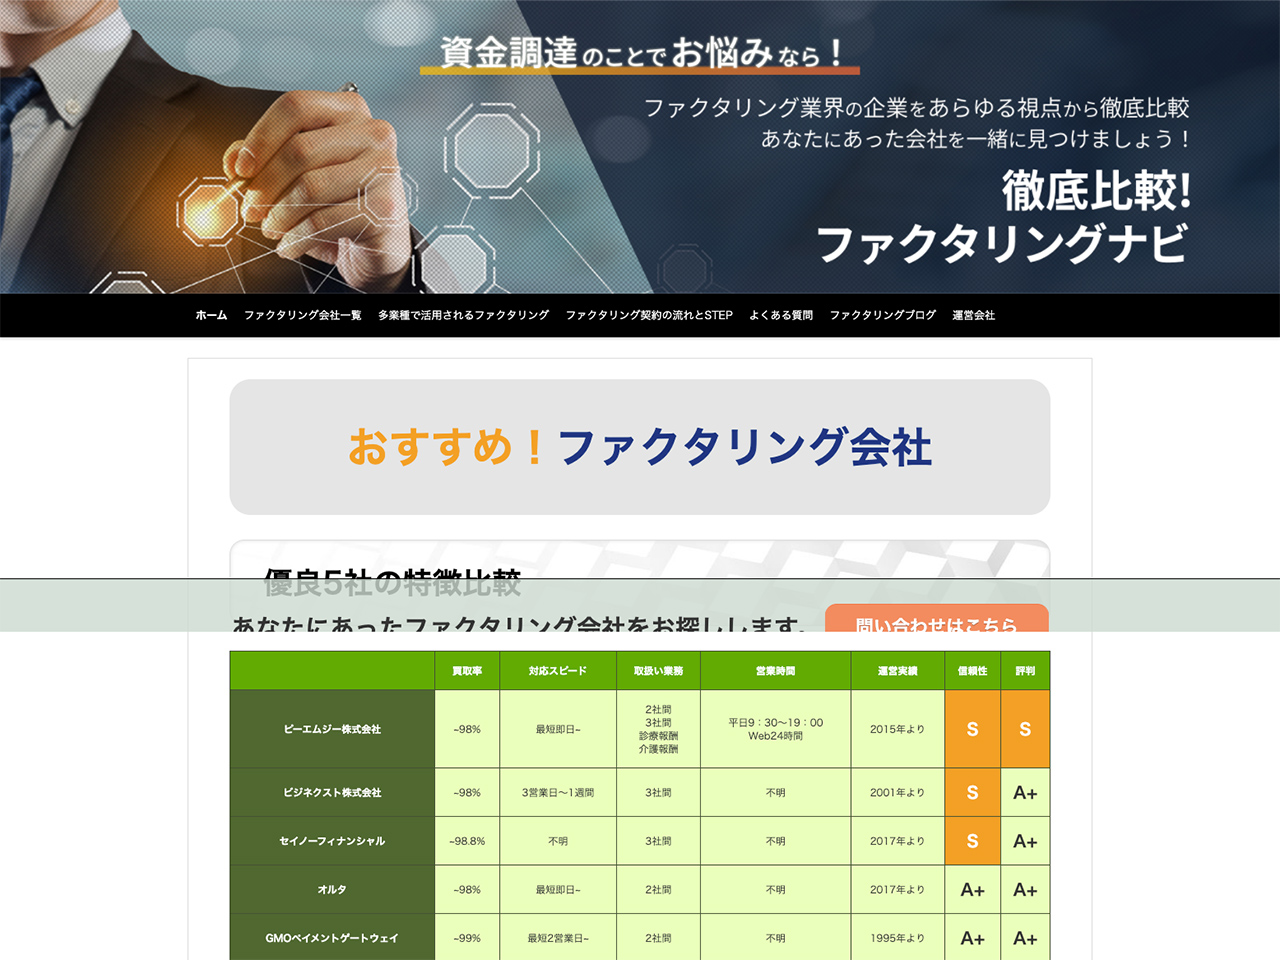 資金調達のことでお悩みなら！
ファクタリング業界の企業をあらゆる視点から徹底比較
あなたにあった会社を一緒に見つけましょう！
徹底比較!
ファクタリングナビ
ホーム ファクタリング会社一覧 多業種で活用されるファクタリング ファクタリング契約の流れとSTEP よくある質問 ファクタリングブログ 運営会社
おすすめ！ファクタリング会社
優良5社の特徴比較
あなたにあったファクタリング会社をお探しします。 問い合わせはこちら
買取率 対応スピード 取扱い業務 営業時間 運営実績 信頼性 評判
ピーエムジー株式会社 ~98% 最短即日~ 2社間 平日9：30〜19：00 2015年より S S
3社間 Web24時間
診療報酬
介護報酬
ビジネクスト株式会社 ~98% 3営業日〜1週間 3社間 不明 2001年より S A+
セイノーフィナンシャル ~98.8% 不明 3社間 不明 2017年より S A+
オルタ ~98% 最短即日~ 2社間 不明 2017年より A+ A+
GMOペイメントゲートウェイ ~99% 最短2営業日~ 2社間 不明 1995年より A+ A+